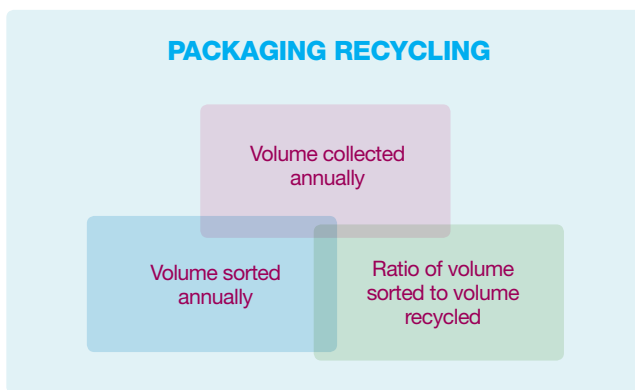 PACKAGING RECYCLING
Volume collected
annually
Volume sorted
annually
Ratio of volume
sorted to volume
recycled